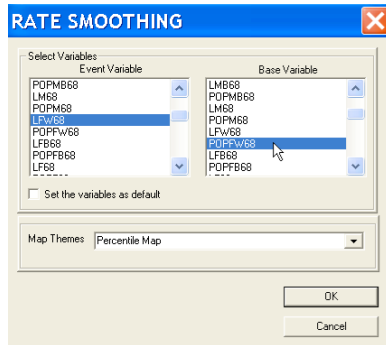 RATE SMOOTHING
Select Variables
Event Variable
POPMB68
LM68
POPM68
LFW68
POPFW68
LFB68
POPFB68
LF68
Base Variable
LMB68
POPMB68
LM68
POPM68
LFW68
POPFW68
LFB68
POPFB68
Set the variables as default
Map Themes Percentile Map
OK
Cancel